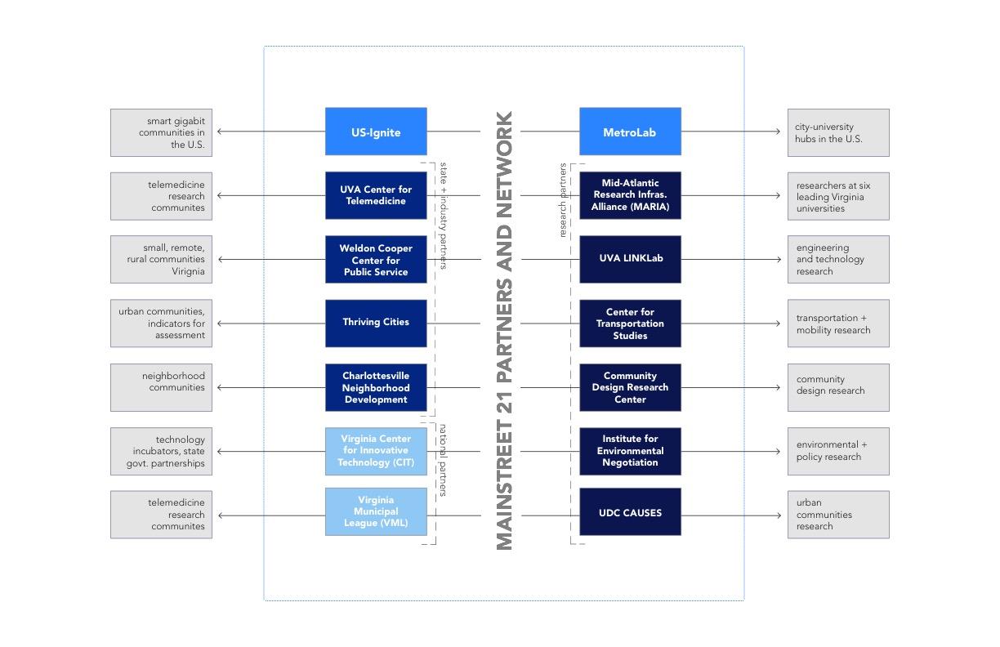 smart gigabit
communities in
the U.S.
US-Ignite
MetroLab
city-university
hubs in the U.S.
telemedicine
research
communites
UVA Center for
Telemedicine
Mid-Atlantic
Research Infras.
Alliance (MARIA)
researchers at six
leading Virginia
universities
small, remote,
rural communities
Virignia
Weldon Cooper
Center for
Public Service
UVA LINKLab
engineering
and technology
research
urban communities,
indicators for
assessment
Thriving Cities
Center for
Transportation
Studies
transportation +
mobility research
neighborhood
communities
Charlottesville
Neighborhood
Development
Community
Design Research
Center
community
design research
technology
incubators, state
govt. partnerships
Virginia Center
for Innovative
Technology (CIT)
Institute for
Environmental
Negotiation
environmental +
policy research
telemedicine
research
communites
Virginia
Municipal
League (VML)
UDC CAUSES
urban
communities
research
state + industry partners
national partners
MAINSTREET 21 PARTNERS AND NETWORK
research partners